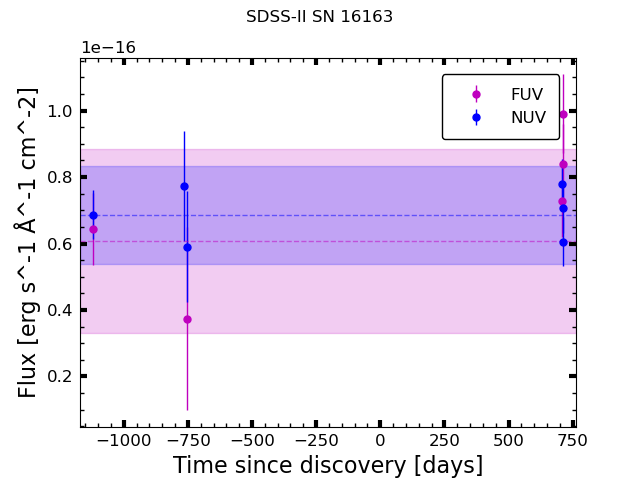 SDSS-II SN 16163
1e−16
Flux [erg s^-1 Å^-1 cm^-2]
1.0
0.8
0.6
0.4
0.2
FUV
NUV
−1000 −750 −500 −250 0 250 500 750
Time since discovery [days]